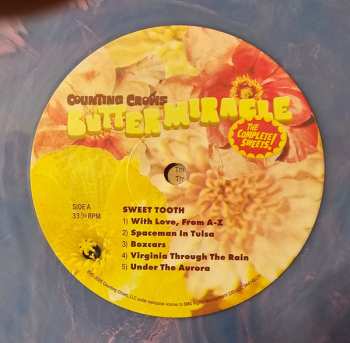 COUNTING CROWS
BUTTER MIRACLE
THE
COMPLETE
SWEETS!
SIDE A
33 ⅓ RPM
SWEET TOOTH
1) With Love, From A-Z
2) Spaceman In Tulsa
3) Boxcars
4) Virginia Through The Rain
5) Under The Aurora